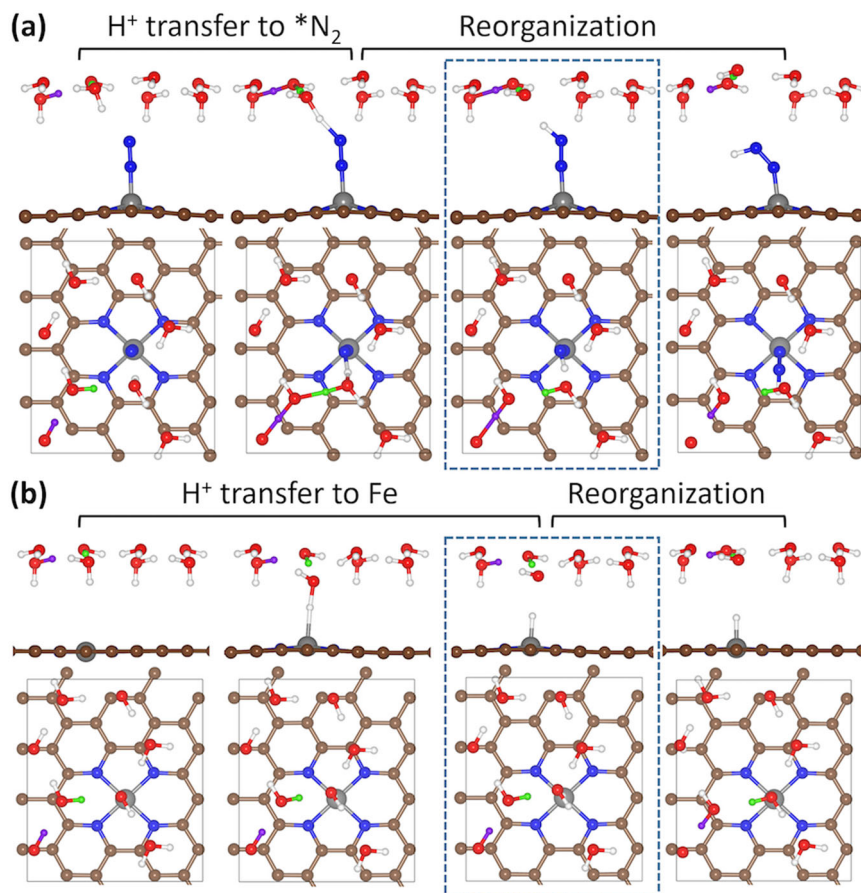 (a)
H⁺ transfer to *N₂
Reorganization
(b)
H⁺ transfer to Fe
Reorganization